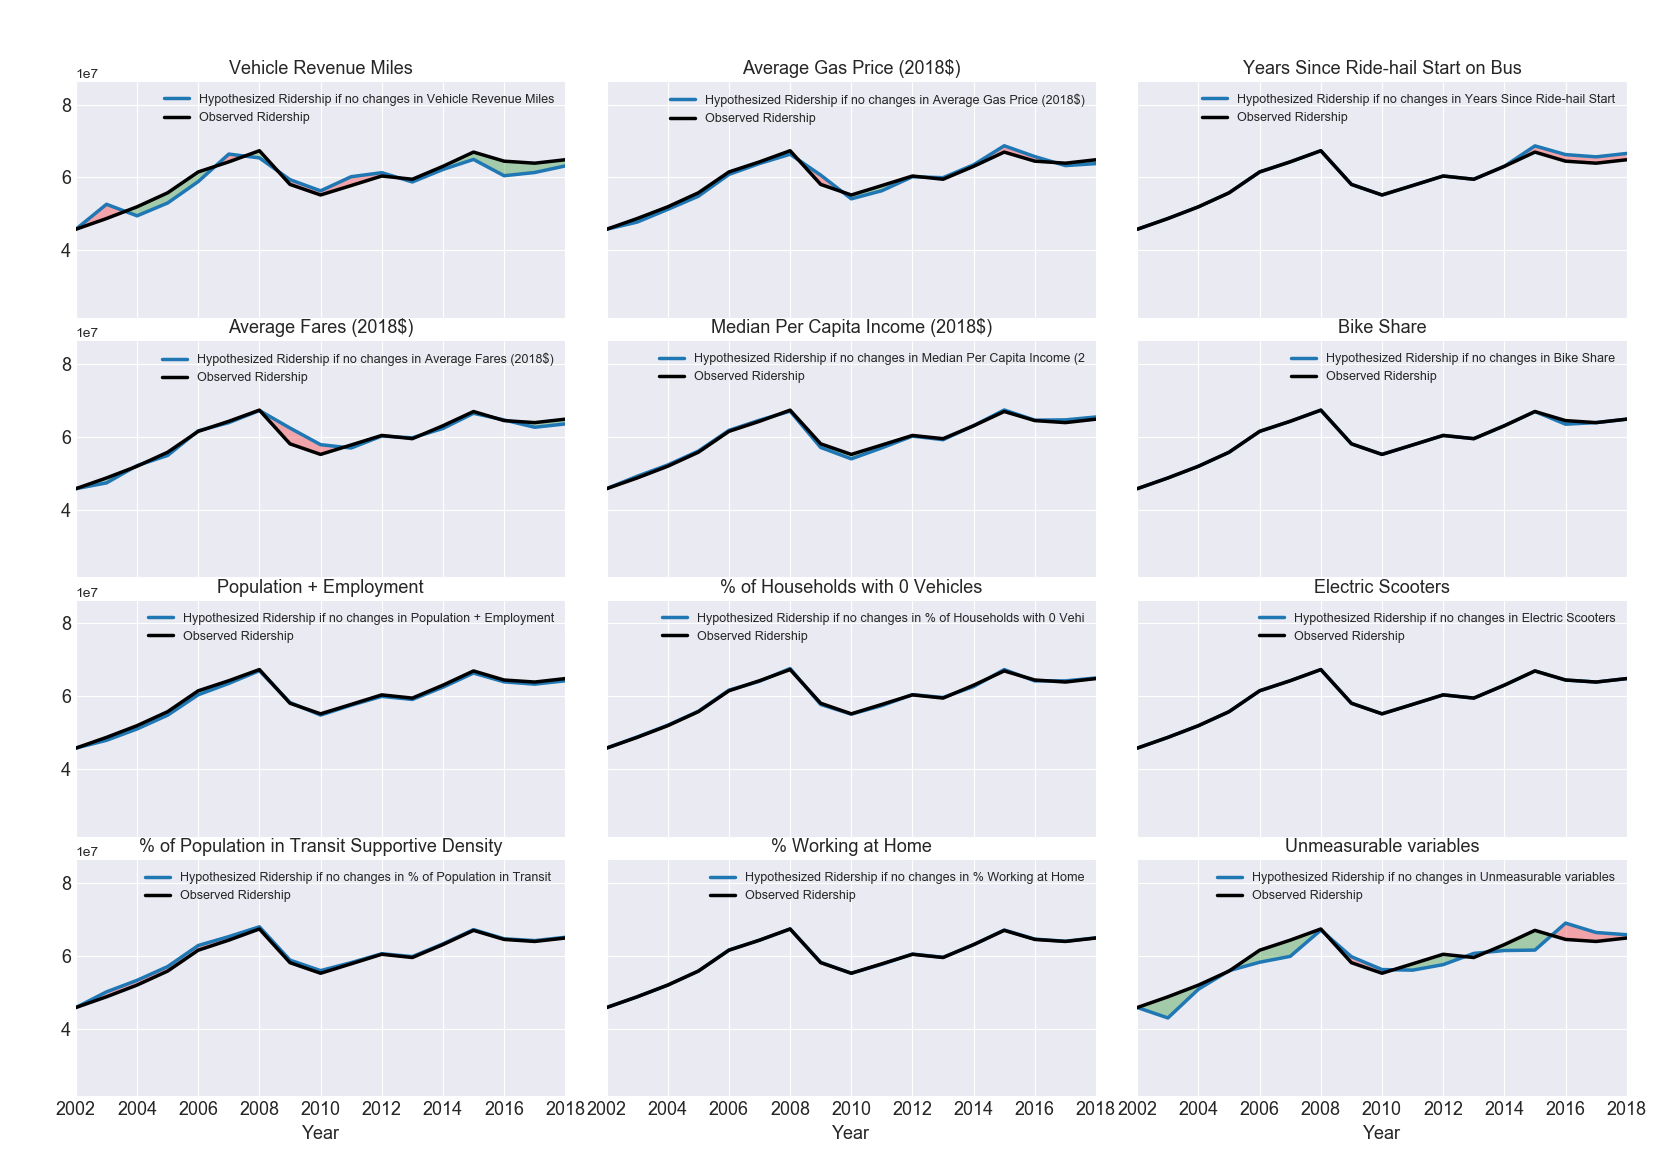 Vehicle Revenue Miles
1e7
Hypothesized Ridership if no changes in Vehicle Revenue Miles
Observed Ridership
8
6
4
Average Gas Price (2018$)
Hypothesized Ridership if no changes in Average Gas Price (2018$)
Observed Ridership
Years Since Ride-hail Start on Bus
Hypothesized Ridership if no changes in Years Since Ride-hail Start
Observed Ridership
Average Fares (2018$)
1e7
Hypothesized Ridership if no changes in Average Fares (2018$)
Observed Ridership
8
6
4
Median Per Capita Income (2018$)
Hypothesized Ridership if no changes in Median Per Capita Income (2
Observed Ridership
Bike Share
Hypothesized Ridership if no changes in Bike Share
Observed Ridership
Population + Employment
1e7
Hypothesized Ridership if no changes in Population + Employment
Observed Ridership
8
6
4
% of Households with 0 Vehicles
Hypothesized Ridership if no changes in % of Households with 0 Vehi
Observed Ridership
Electric Scooters
Hypothesized Ridership if no changes in Electric Scooters
Observed Ridership
% of Population in Transit Supportive Density
1e7
Hypothesized Ridership if no changes in % of Population in Transit
Observed Ridership
8
6
4
2002 2004 2006 2008 2010 2012 2014 2016 2018
Year
% Working at Home
Hypothesized Ridership if no changes in % Working at Home
Observed Ridership
2002 2004 2006 2008 2010 2012 2014 2016 2018
Year
Unmeasurable variables
Hypothesized Ridership if no changes in Unmeasurable variables
Observed Ridership
2002 2004 2006 2008 2010 2012 2014 2016 2018
Year